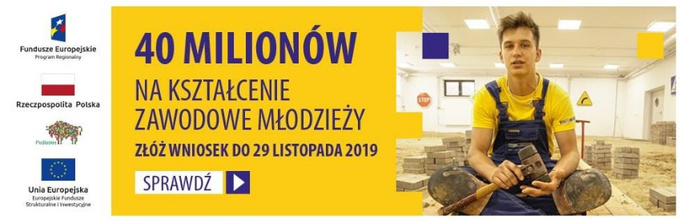 Fundusze Europejskie
Program Regionalny
Rzeczpospolita Polska
Podlaskie
Unia Europejska
Europejskie Fundusze
Strukturalne i Inwestycyjne
40 MILIONÓW
NA KSZTAŁCENIE
ZAWODOWE MŁODZIEŻY
ZŁÓŻ WNIOSEK DO 29 LISTOPADA 2019
SPRAWDŹ
STOP